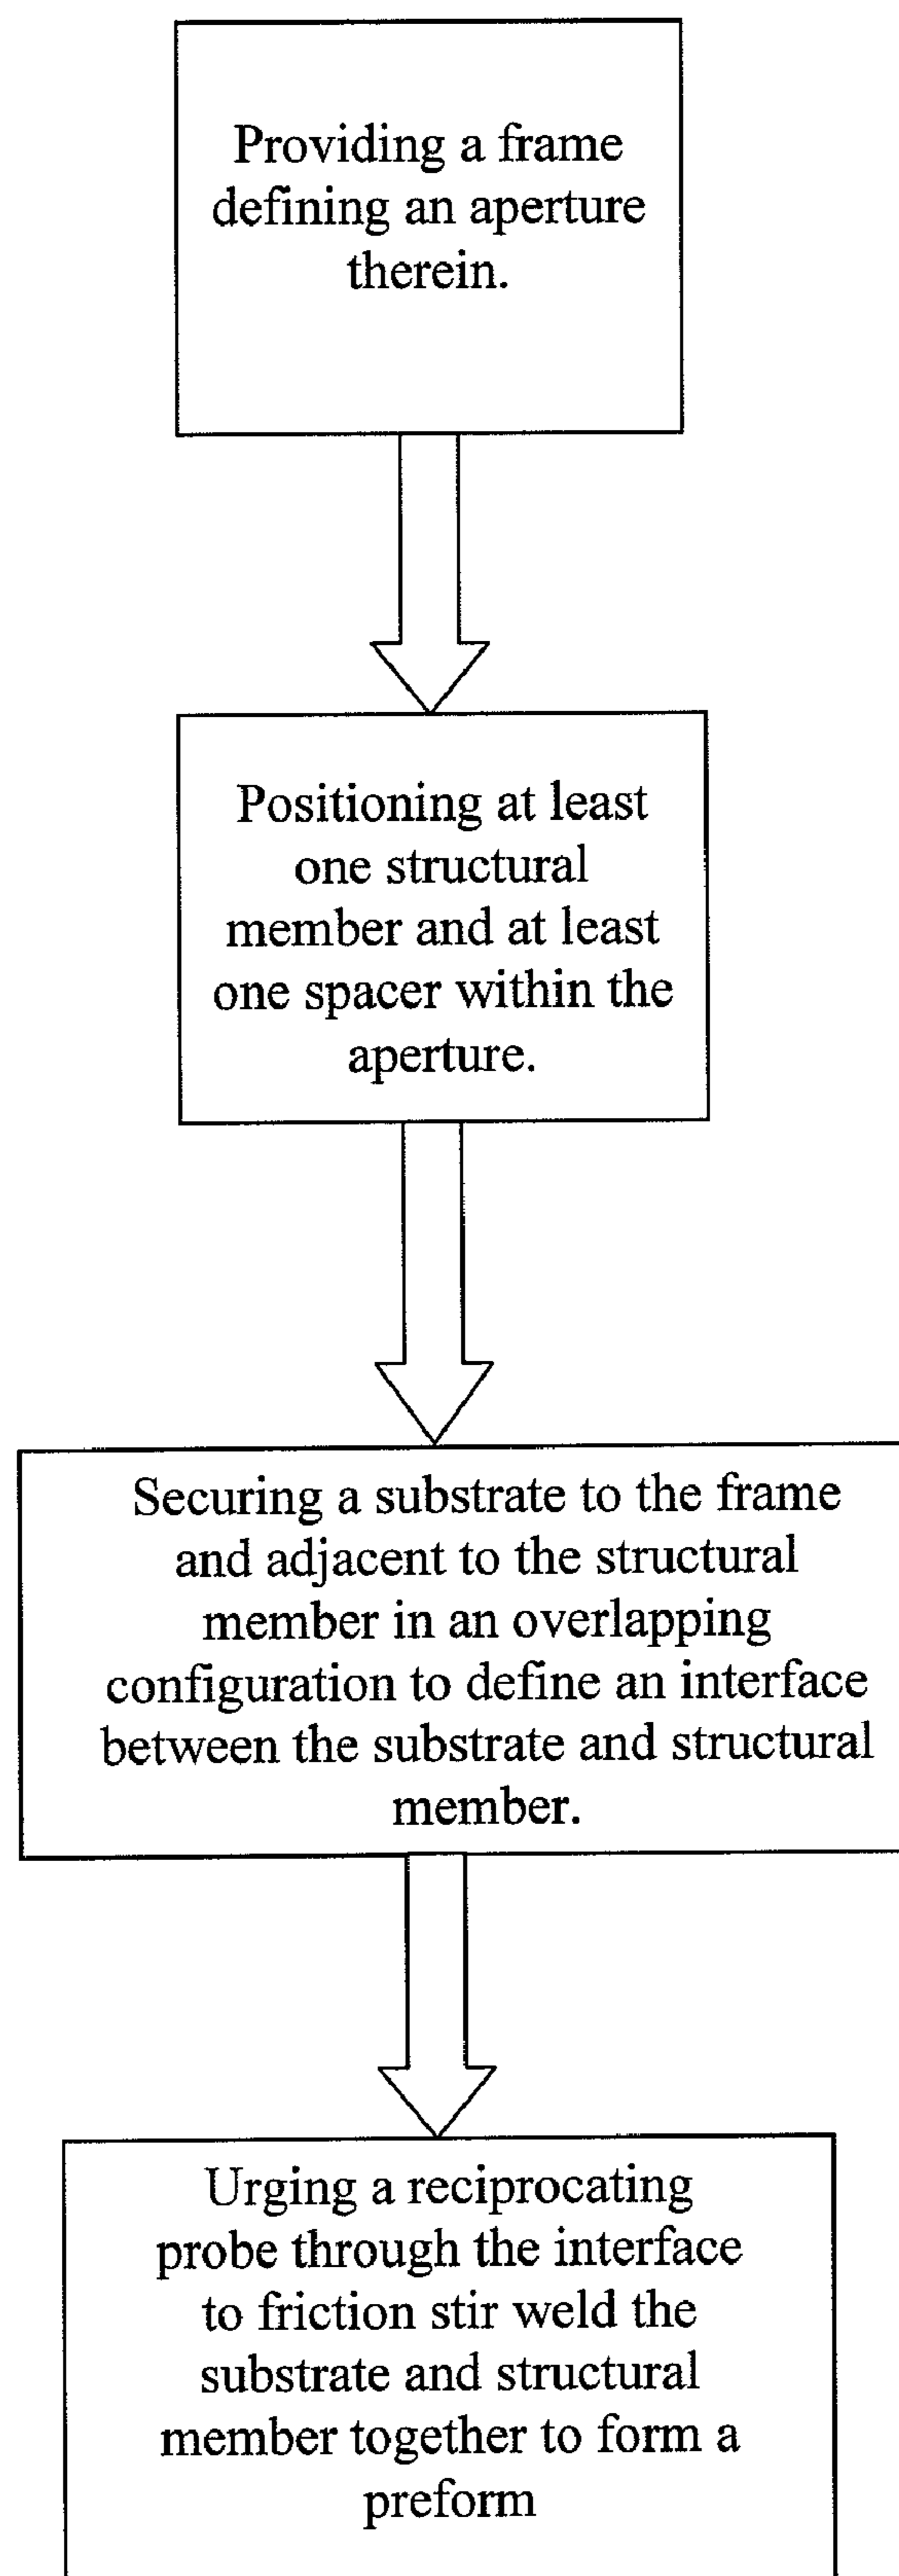 Providing a frame
defining an aperture
therein.
Positioning at least
one structural
member and at least
one spacer within the
aperture.
Securing a substrate to the frame
and adjacent to the structural
member in an overlapping
configuration to define an interface
between the substrate and structural
member.
Urging a reciprocating
probe through the interface
to friction stir weld the
substrate and structural
member together to form a
preform